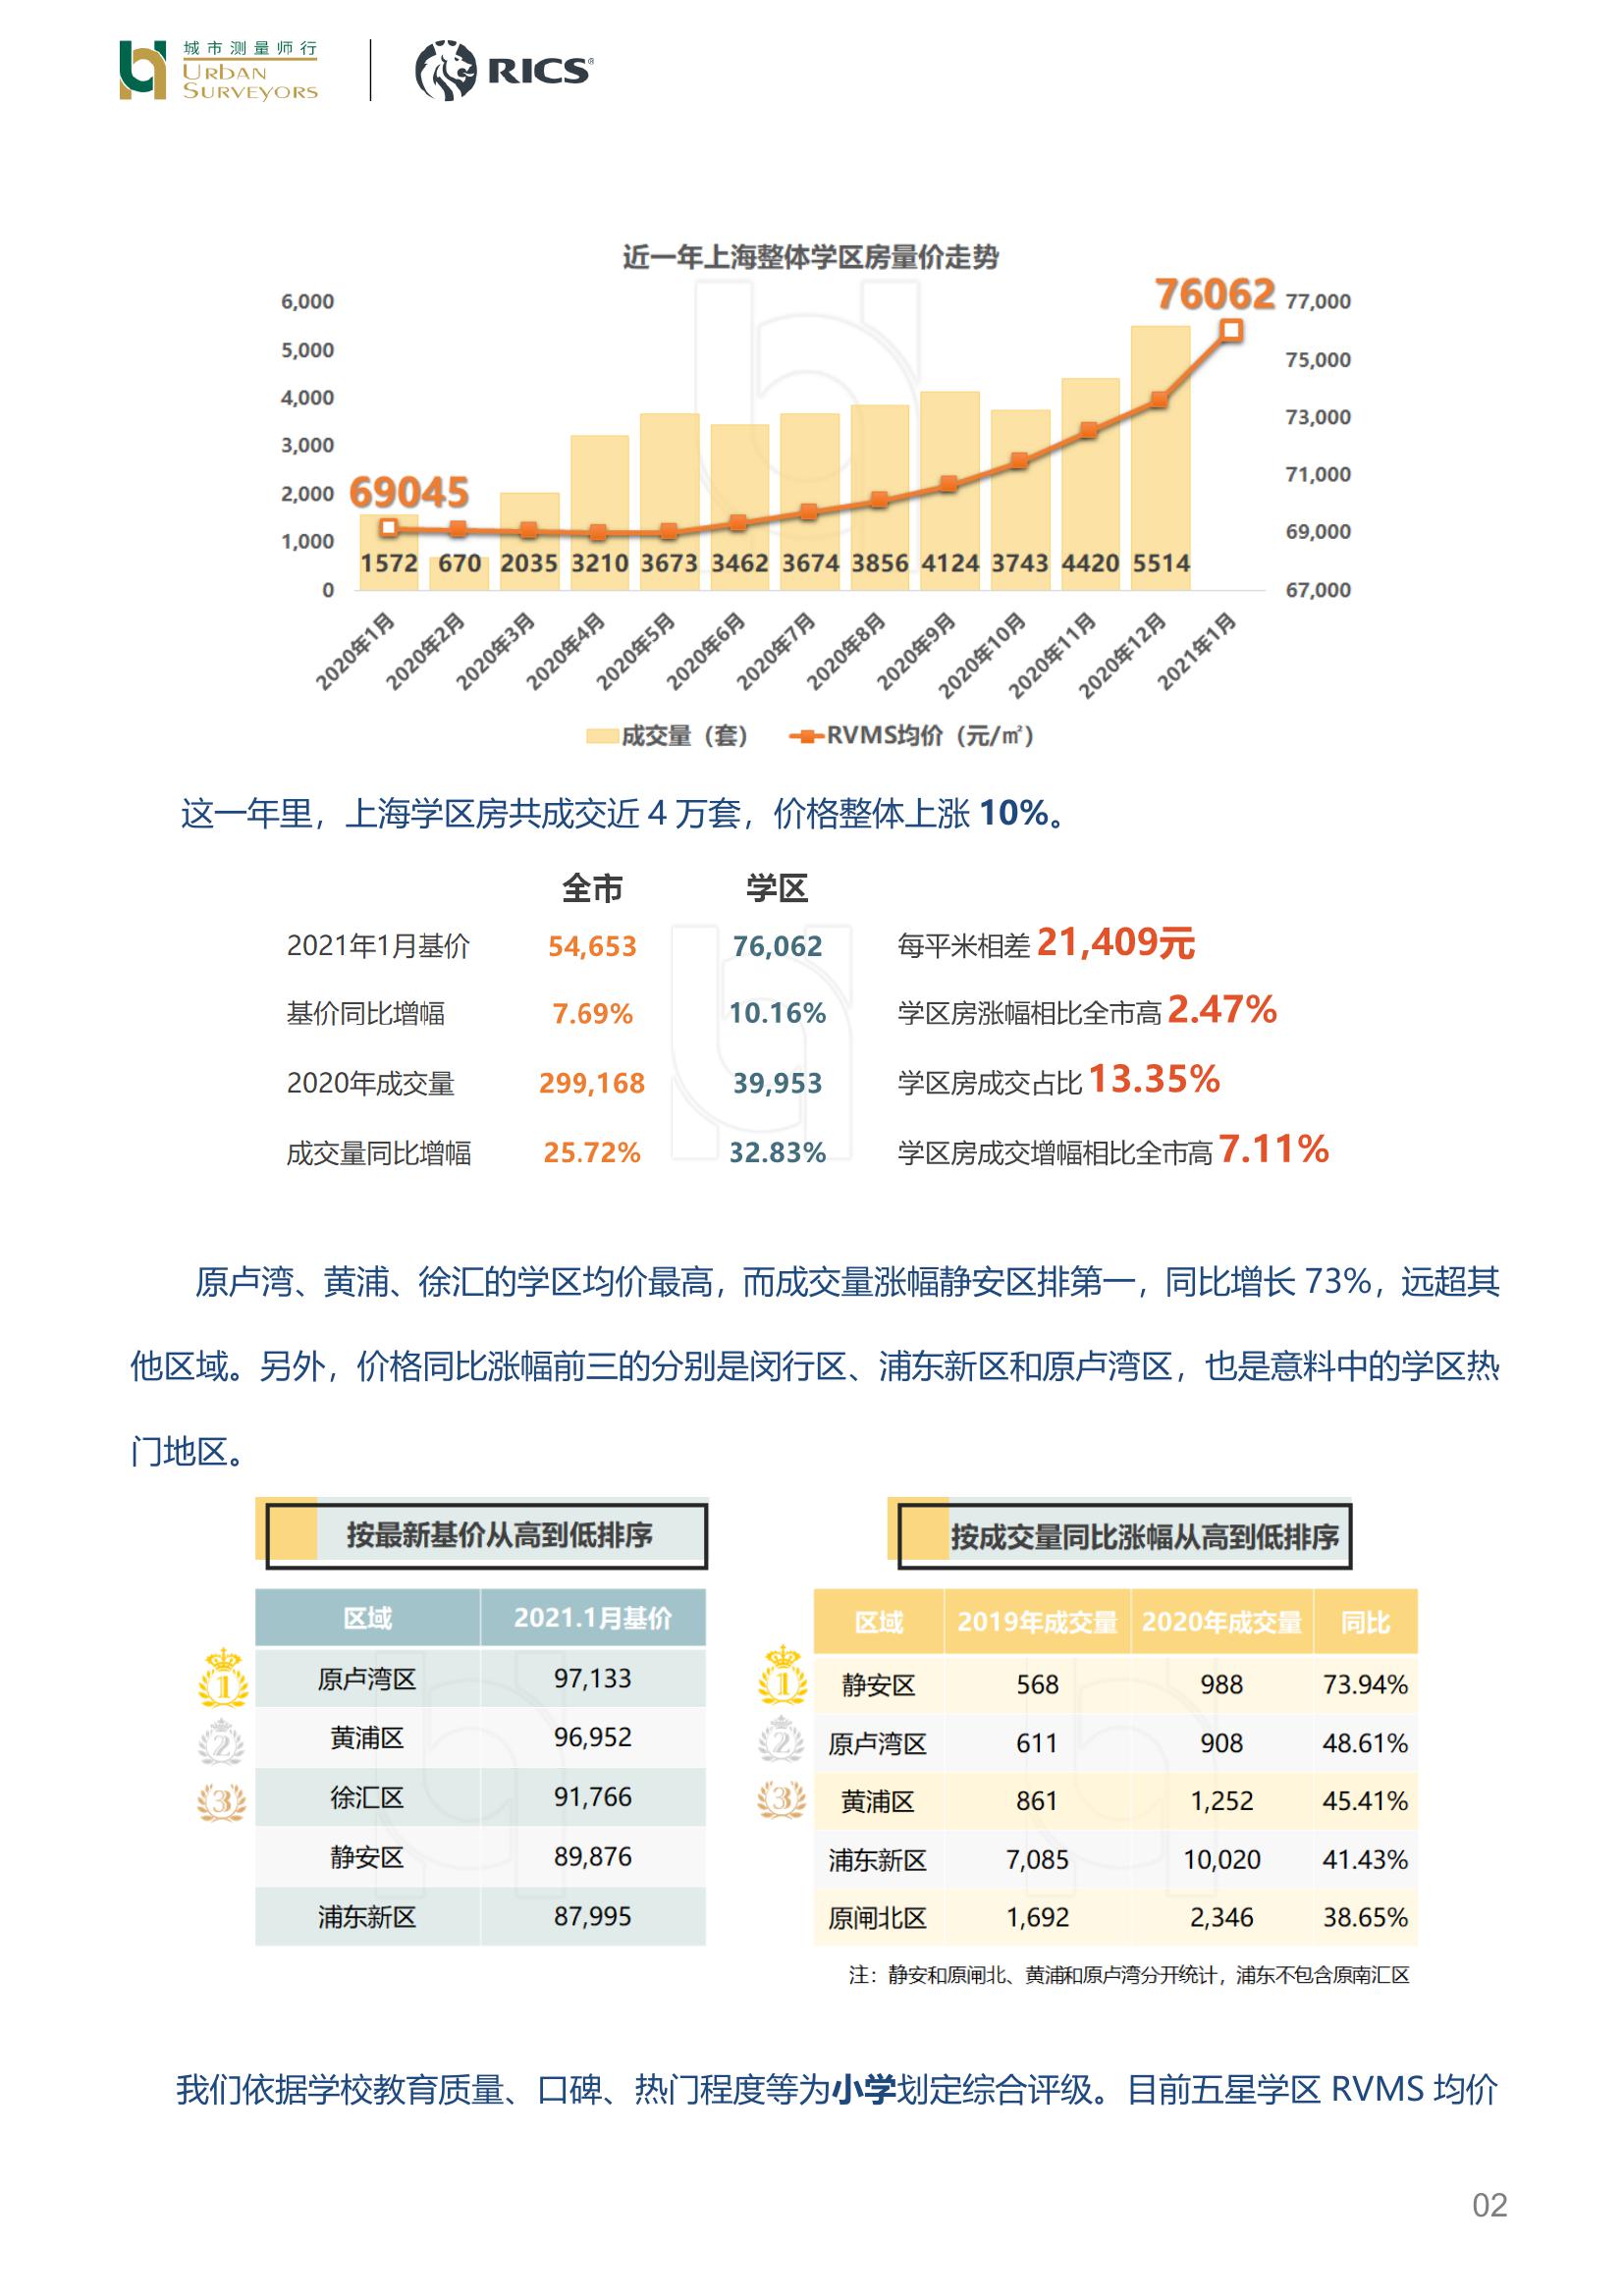 城市测量师行
URBAN
SURVEYORS
RICS®
近一年上海整体学区房量价走势
6,000
5,000
4,000
3,000
2,000
1,000
0
77,000
75,000
73,000
71,000
69,000
67,000
69045
76062
1572 670 2035 3210 3673 3462 3674 3856 4124 3743 4420 5514
2020年1月 2020年2月 2020年3月 2020年4月 2020年5月 2020年6月 2020年7月 2020年8月 2020年9月 2020年10月 2020年11月 2020年12月 2021年1月
成交量（套） RVMS均价（元/㎡）
这一年里，上海学区房共成交近 4 万套，价格整体上涨 10%。
全市 学区
2021年1月基价 54,653 76,062 每平米相差 21,409元
基价同比增幅 7.69% 10.16% 学区房涨幅相比全市高 2.47%
2020年成交量 299,168 39,953 学区房成交占比 13.35%
成交量同比增幅 25.72% 32.83% 学区房成交增幅相比全市高 7.11%
原卢湾、黄浦、徐汇的学区均价最高，而成交量涨幅静安区排第一，同比增长 73%，远超其
他区域。另外，价格同比涨幅前三的分别是闵行区、浦东新区和原卢湾区，也是意料中的学区热
门地区。
按最新基价从高到低排序
区域 2021.1月基价
1 原卢湾区 97,133
2 黄浦区 96,952
3 徐汇区 91,766
静安区 89,876
浦东新区 87,995
按成交量同比涨幅从高到低排序
区域 2019年成交量 2020年成交量 同比
1 静安区 568 988 73.94%
2 原卢湾区 611 908 48.61%
3 黄浦区 861 1,252 45.41%
浦东新区 7,085 10,020 41.43%
原闸北区 1,692 2,346 38.65%
注：静安和原闸北、黄浦和原卢湾分开统计，浦东不包含原南汇区
我们依据学校教育质量、口碑、热门程度等为小学划定综合评级。目前五星学区 RVMS 均价
02